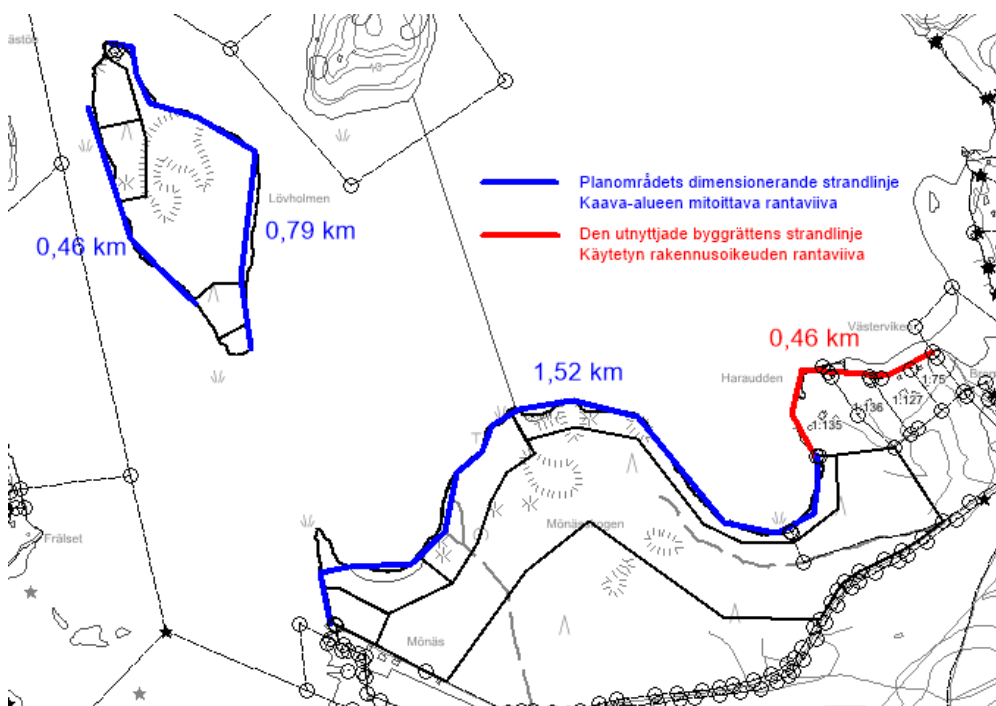 ästön
Lövholmen
0,46 km
0,79 km
Planområdets dimensionerande strandlinje
Kaava-alueen mitoittava rantaviiva
Den utnyttjade byggrättens strandlinje
Käytetyn rakennusoikeuden rantaviiva
Västerviken
0,46 km
1,52 km
Haraudden
1:75
1:127
1:136
1:135
Mönäs
Frälset